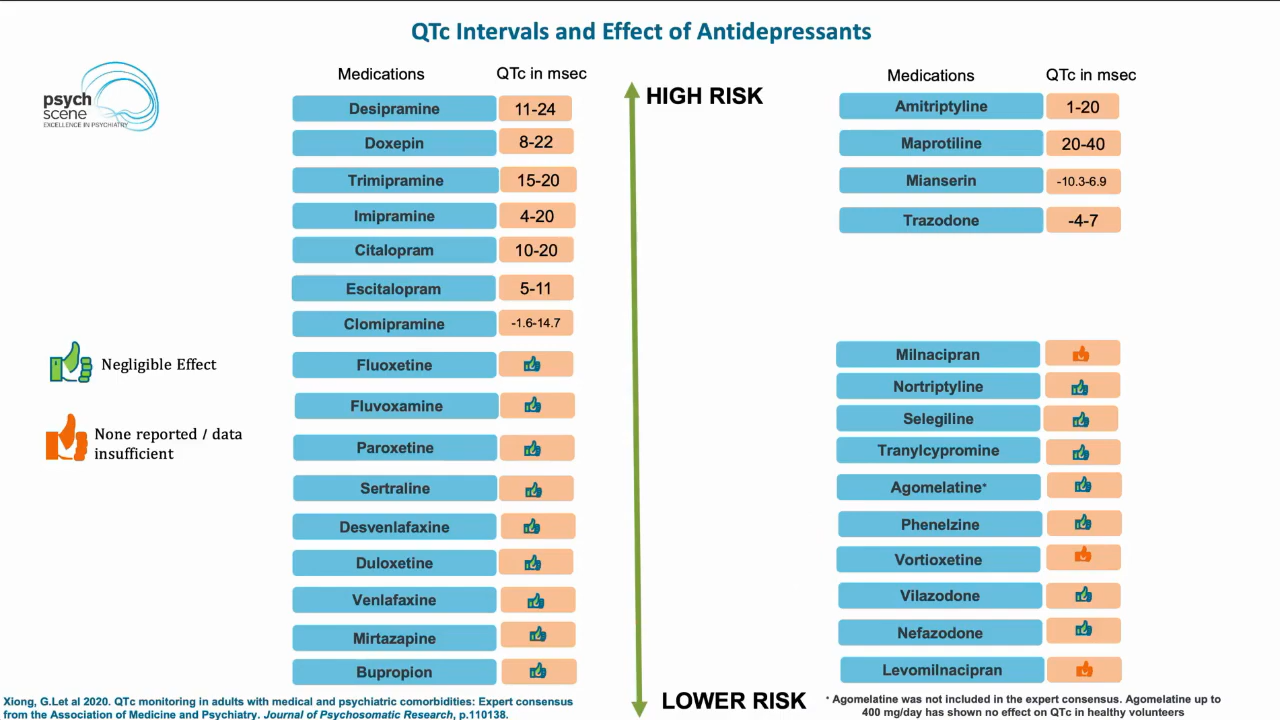 QTc Intervals and Effect of Antidepressants
psych
scene
EXCELLENCE IN PSYCHIATRY
Medications QTc in msec
Desipramine 11-24
Doxepin 8-22
Trimipramine 15-20
Imipramine 4-20
Citalopram 10-20
Escitalopram 5-11
Clomipramine -1.6-14.7
Fluoxetine
Fluvoxamine
Paroxetine
Sertraline
Desvenlafaxine
Duloxetine
Venlafaxine
Mirtazapine
Bupropion
Negligible Effect
None reported / data
insufficient
HIGH RISK
LOWER RISK
Medications QTc in msec
Amitriptyline 1-20
Maprotiline 20-40
Mianserin -10.3-6.9
Trazodone -4-7
Milnacipran
Nortriptyline
Selegiline
Tranylcypromine
Agomelatine*
Phenelzine
Vortioxetine
Vilazodone
Nefazodone
Levomilnacipran
Xiong, G.Let al 2020. QTc monitoring in adults with medical and psychiatric comorbidities: Expert consensus
from the Association of Medicine and Psychiatry. Journal of Psychosomatic Research, p.110138.
* Agomelatine was not included in the expert consensus. Agomelatine up to
400 mg/day has shown no effect on QTc in healthy volunteers